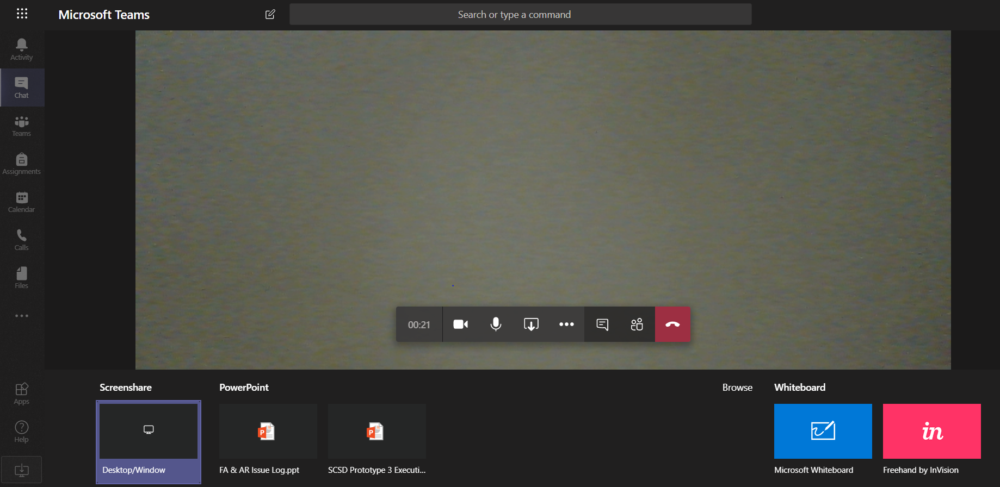 Microsoft Teams
Search or type a command
Activity
Chat
Teams
Assignments
Calendar
Calls
Files
Apps
Help
00:21
Screenshare
PowerPoint
Browse
Whiteboard
P
P
in
Desktop/Window
FA & AR Issue Log.ppt
SCSD Prototype 3 Executi...
Microsoft Whiteboard
Freehand by InVision